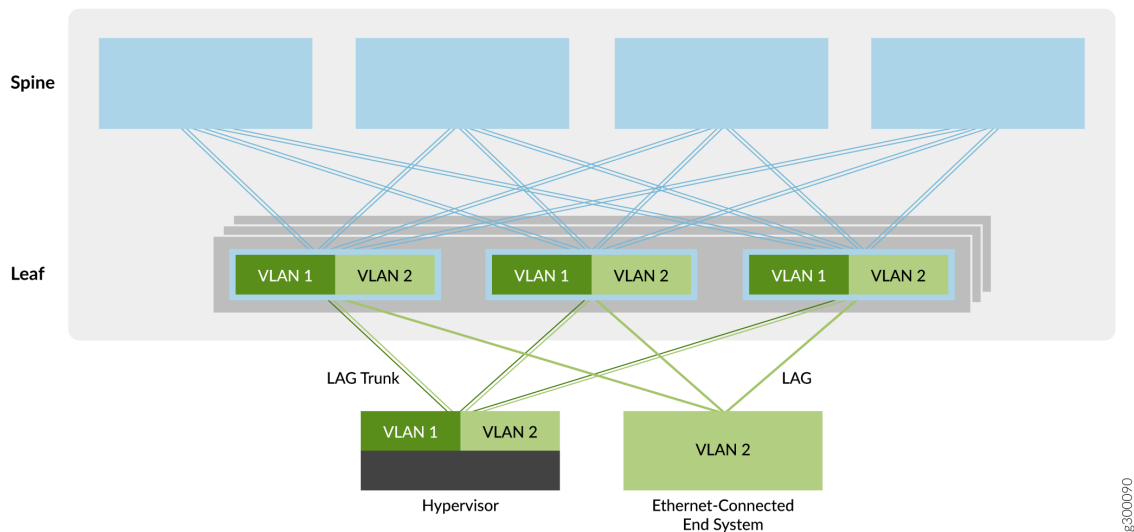 Spine
Leaf
VLAN 1 VLAN 2
VLAN 1 VLAN 2
VLAN 1 VLAN 2
LAG Trunk
LAG
VLAN 1 VLAN 2
VLAN 2
Hypervisor
Ethernet-Connected
End System
g300090